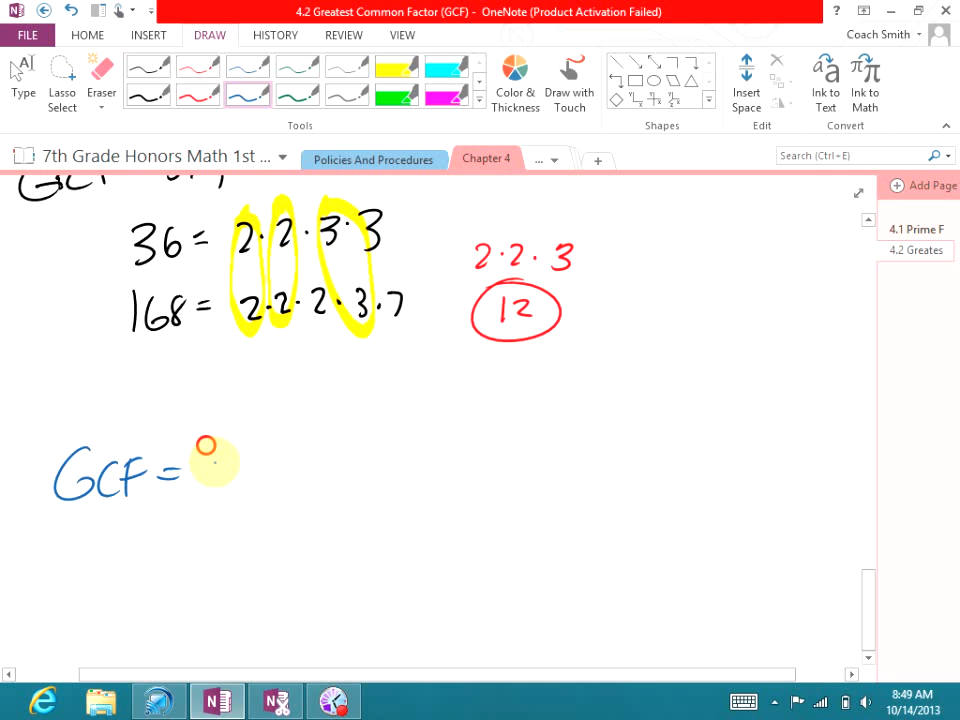 4.2 Greatest Common Factor (GCF) - OneNote (Product Activation Failed)
FILE HOME INSERT DRAW HISTORY REVIEW VIEW Coach Smith
Type Lasso Select Eraser Color & Thickness Draw with Touch Insert Space Ink to Text Ink to Math
Tools Shapes Edit Convert
7th Grade Honors Math 1st ... Policies And Procedures Chapter 4 ... + Search (Ctrl+E)
Add Page
4.1 Prime F
4.2 Greates
36 = 2·2·3·3
2·2·3
168 = 2·2·2·3·7
12
GCF =
8:49 AM
10/14/2013